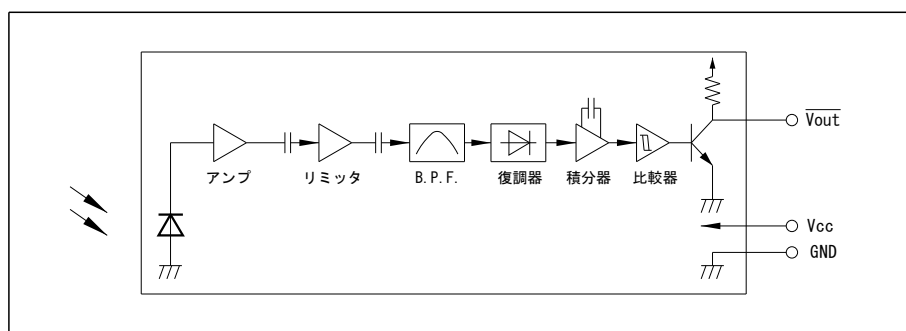 アンプ
リミッタ
B.P.F.
復調器
積分器
比較器
Vout
Vcc
GND